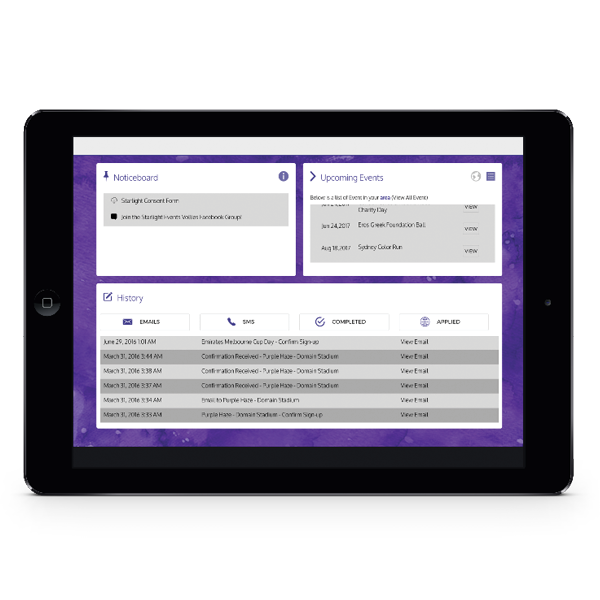 Noticeboard
Starlight Consent Form
Join the Starlight Events Vollies Facebook Group!
Upcoming Events
Below is a list of Event in your area (View All Event)
Charity Day
VIEW
Jun 24, 2017 Eros Greek Foundation Ball VIEW
Aug 18, 2017 Sydney Color Run VIEW
History
EMAILS SMS COMPLETED APPLIED
June 29, 2016 1:01 AM Emirates Melbourne Cup Day - Confirm Sign-up View Email
March 31, 2016 3:44 AM Confirmation Received - Purple Haze - Domain Stadium View Email
March 31, 2016 3:38 AM Confirmation Received - Purple Haze - Domain Stadium View Email
March 31, 2016 3:37 AM Confirmation Received - Purple Haze - Domain Stadium View Email
March 31, 2016 3:34 AM Email to Purple Haze - Domain Stadium View Email
March 31, 2016 3:33 AM Purple Haze - Domain Stadium - Confirm Sign-up View Email